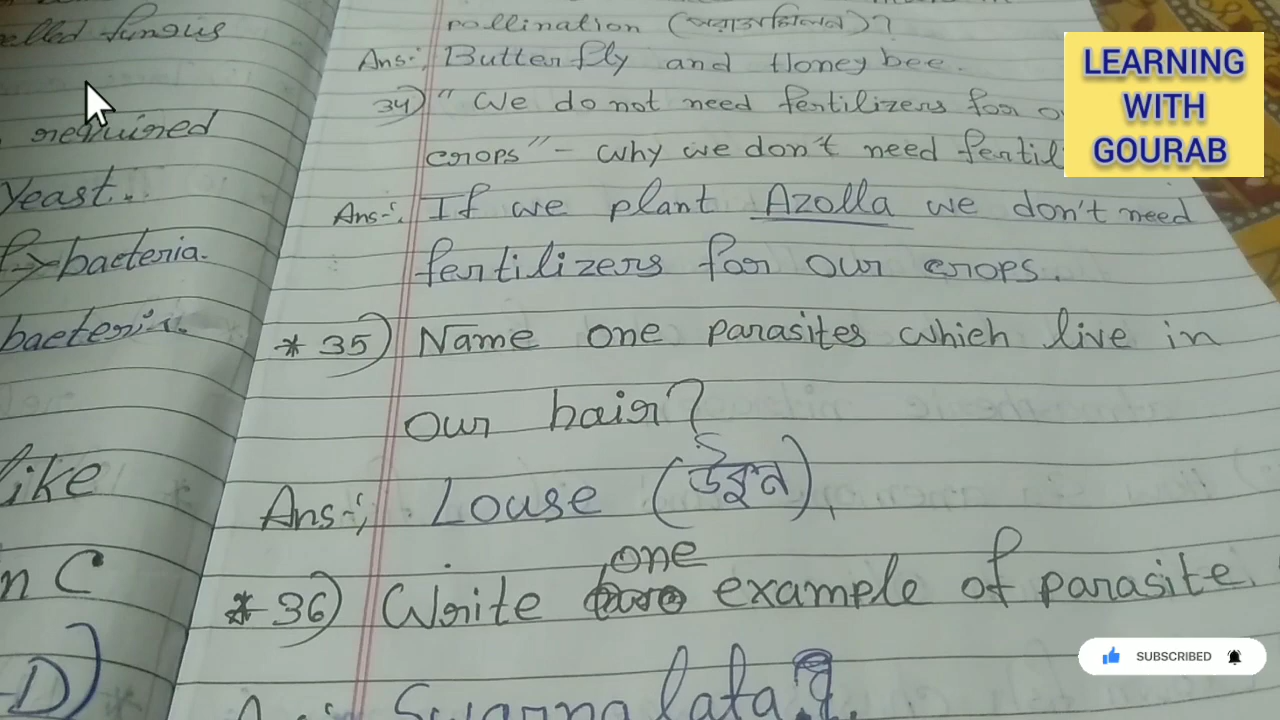 elled fungus
required
Yeast..
bacteria.
bacteria.
like
n C
D)
pollination (পরাগমিলন)?
Ans:- Butterfly and Honeybee.
34) "We do not need fertilizers for
crops" - Why we don't need fertil
Ans:- If we plant Azolla we don't need
fertilizers for our crops.
* 35) Name one parasites which live in
our hair?
Ans:- Louse (উকুন),
one
* 36) Write example of parasite.
Swarnalata
LEARNING
WITH
GOURAB
SUBSCRIBED